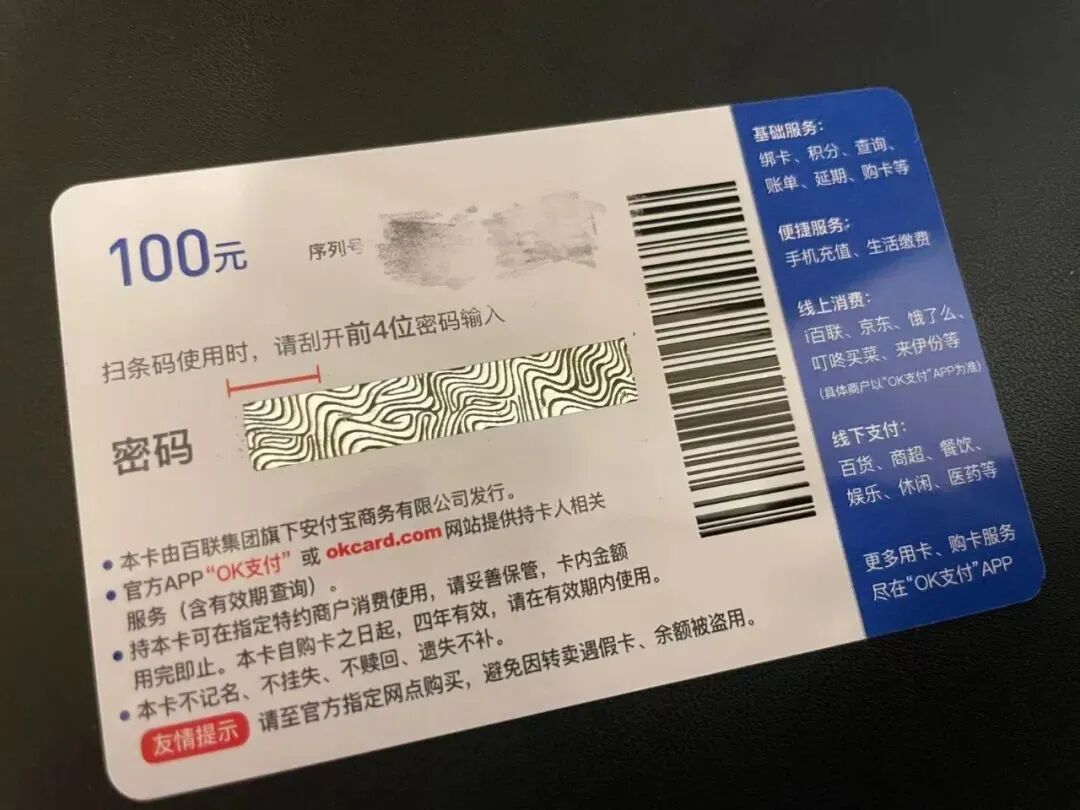 100元
序列号
扫条码使用时，请刮开前4位密码输入
密码
• 本卡由百联集团旗下安付宝商务有限公司发行。
• 官方APP“OK支付” 或 okcard.com 网站提供持卡人相关
服务（含有效期查询）.
• 持本卡可在指定特约商户消费使用，请妥善保管，卡内金额
用完即止。本卡自购卡之日起，四年有效，请在有效期内使用。
• 本卡不记名、不挂失、不赎回、遗失不补。
友情提示 请至官方指定网点购买，避免因转卖遇假卡、余额被盗用。
基础服务：
绑卡、积分、查询、
账单、延期、购卡等
便捷服务：
手机充值、生活缴费
线上消费：
i百联、京东、饿了么、
叮咚买菜、来伊份等
(具体商户以“OK支付”APP为准)
线下支付：
百货、商超、餐饮、
娱乐、休闲、医药等
更多用卡、购卡服务
尽在“OK支付”APP